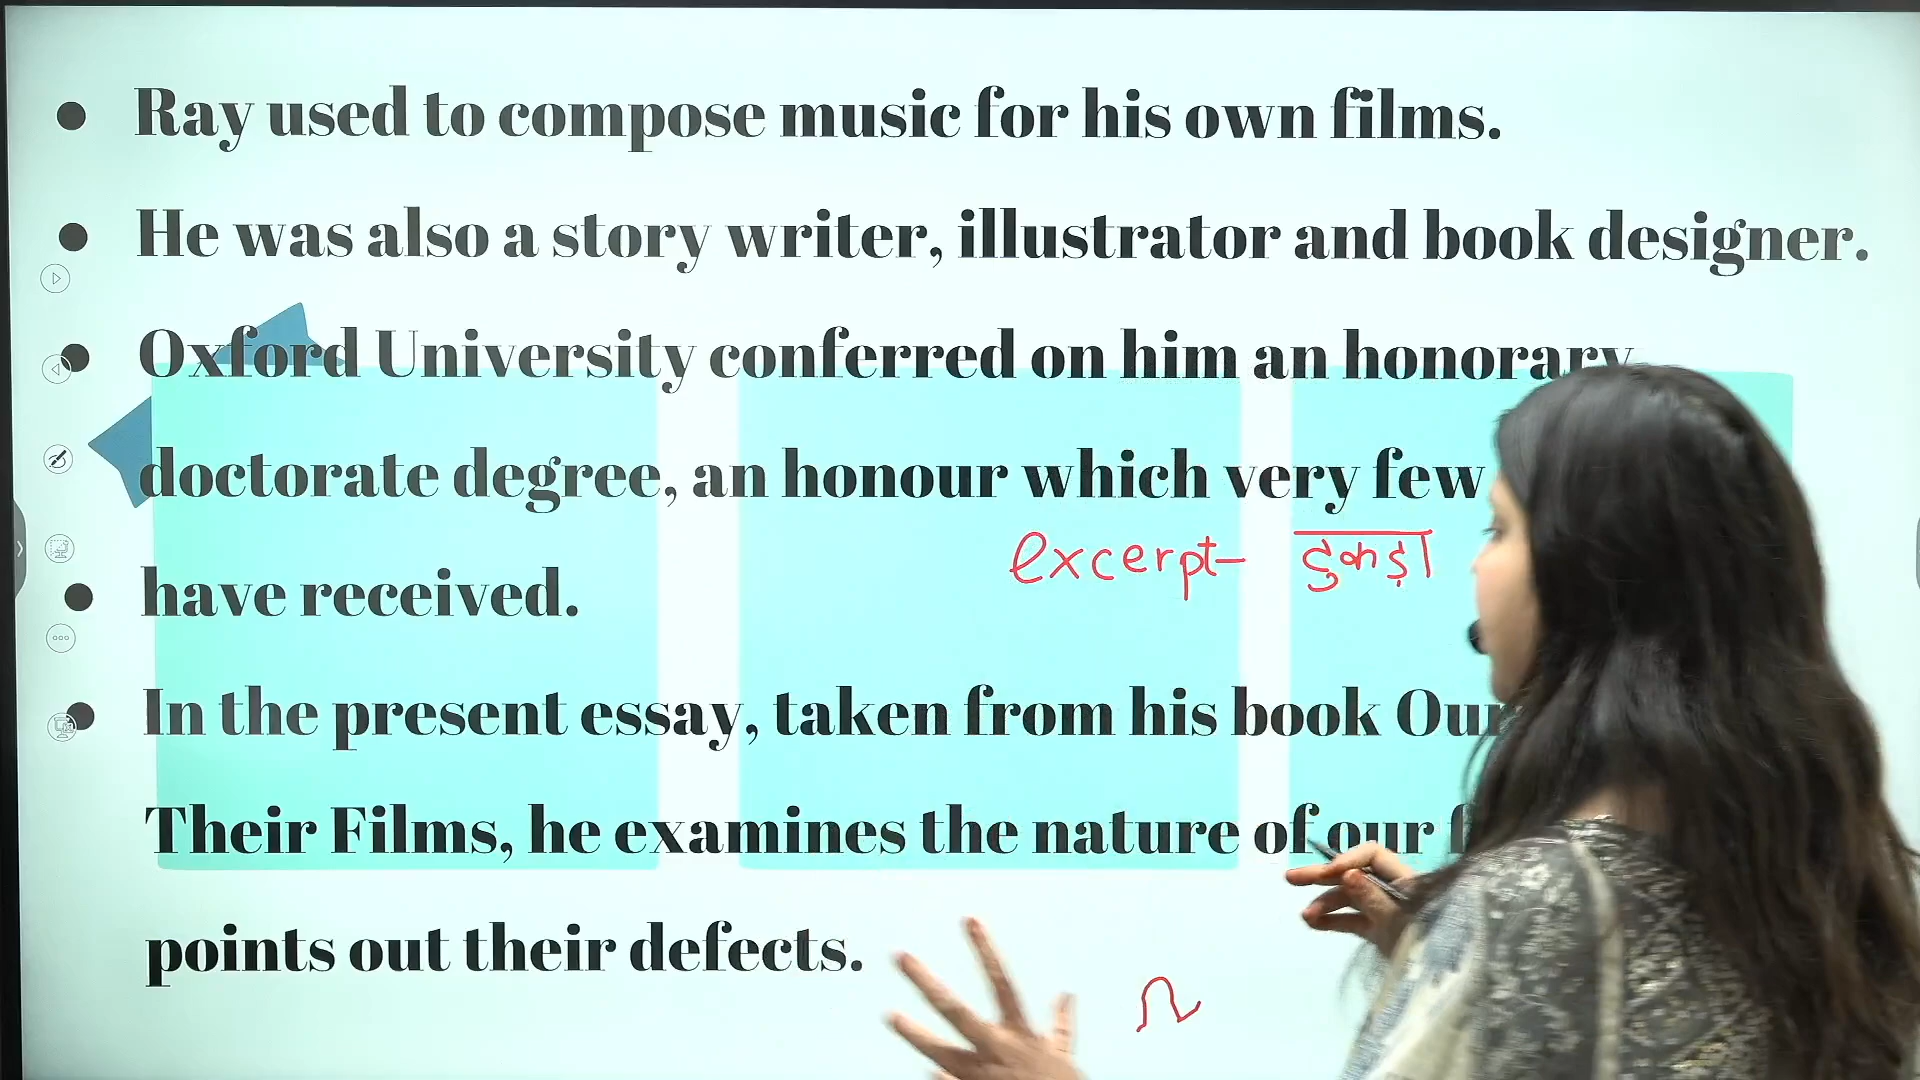 Ray used to compose music for his own films.
He was also a story writer, illustrator and book designer.
Oxford University conferred on him an honorary
doctorate degree, an honour which very few
excerpt- टुकड़ा
have received.
In the present essay, taken from his book Our
Their Films, he examines the nature of our
points out their defects.